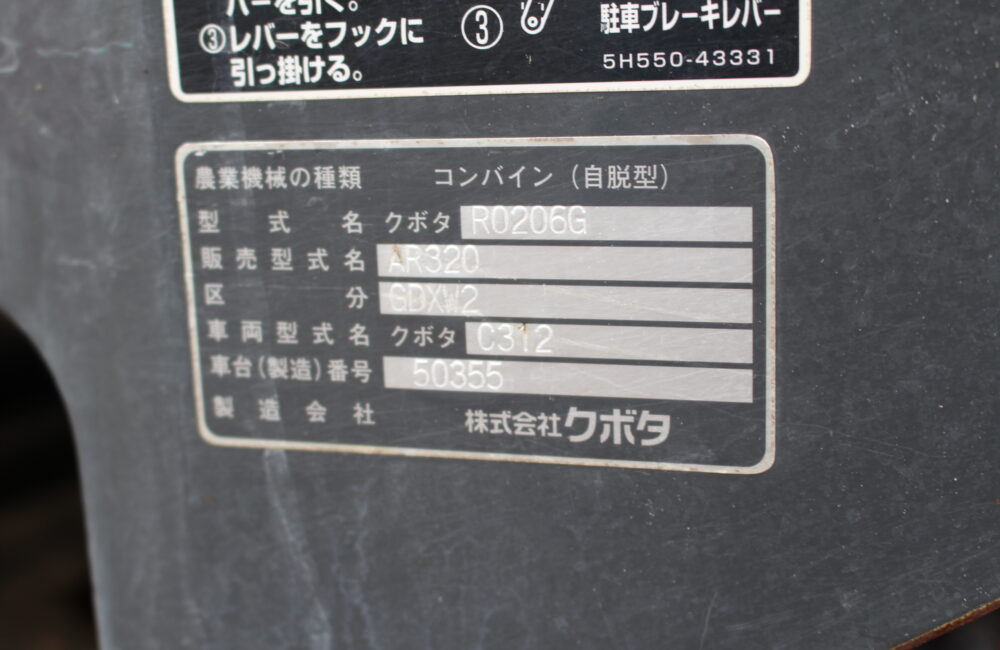 バーを引く。
③レバーをフックに
引っ掛ける。
③
駐車ブレーキレバー
5H550-43331
農業機械の種類 コンバイン（自脱型）
型式名 クボタ R0206G
販売型式名 AR320
区分 GDXW2
車両型式名 クボタ C312
車台（製造）番号 50355
製造会社 株式会社クボタ